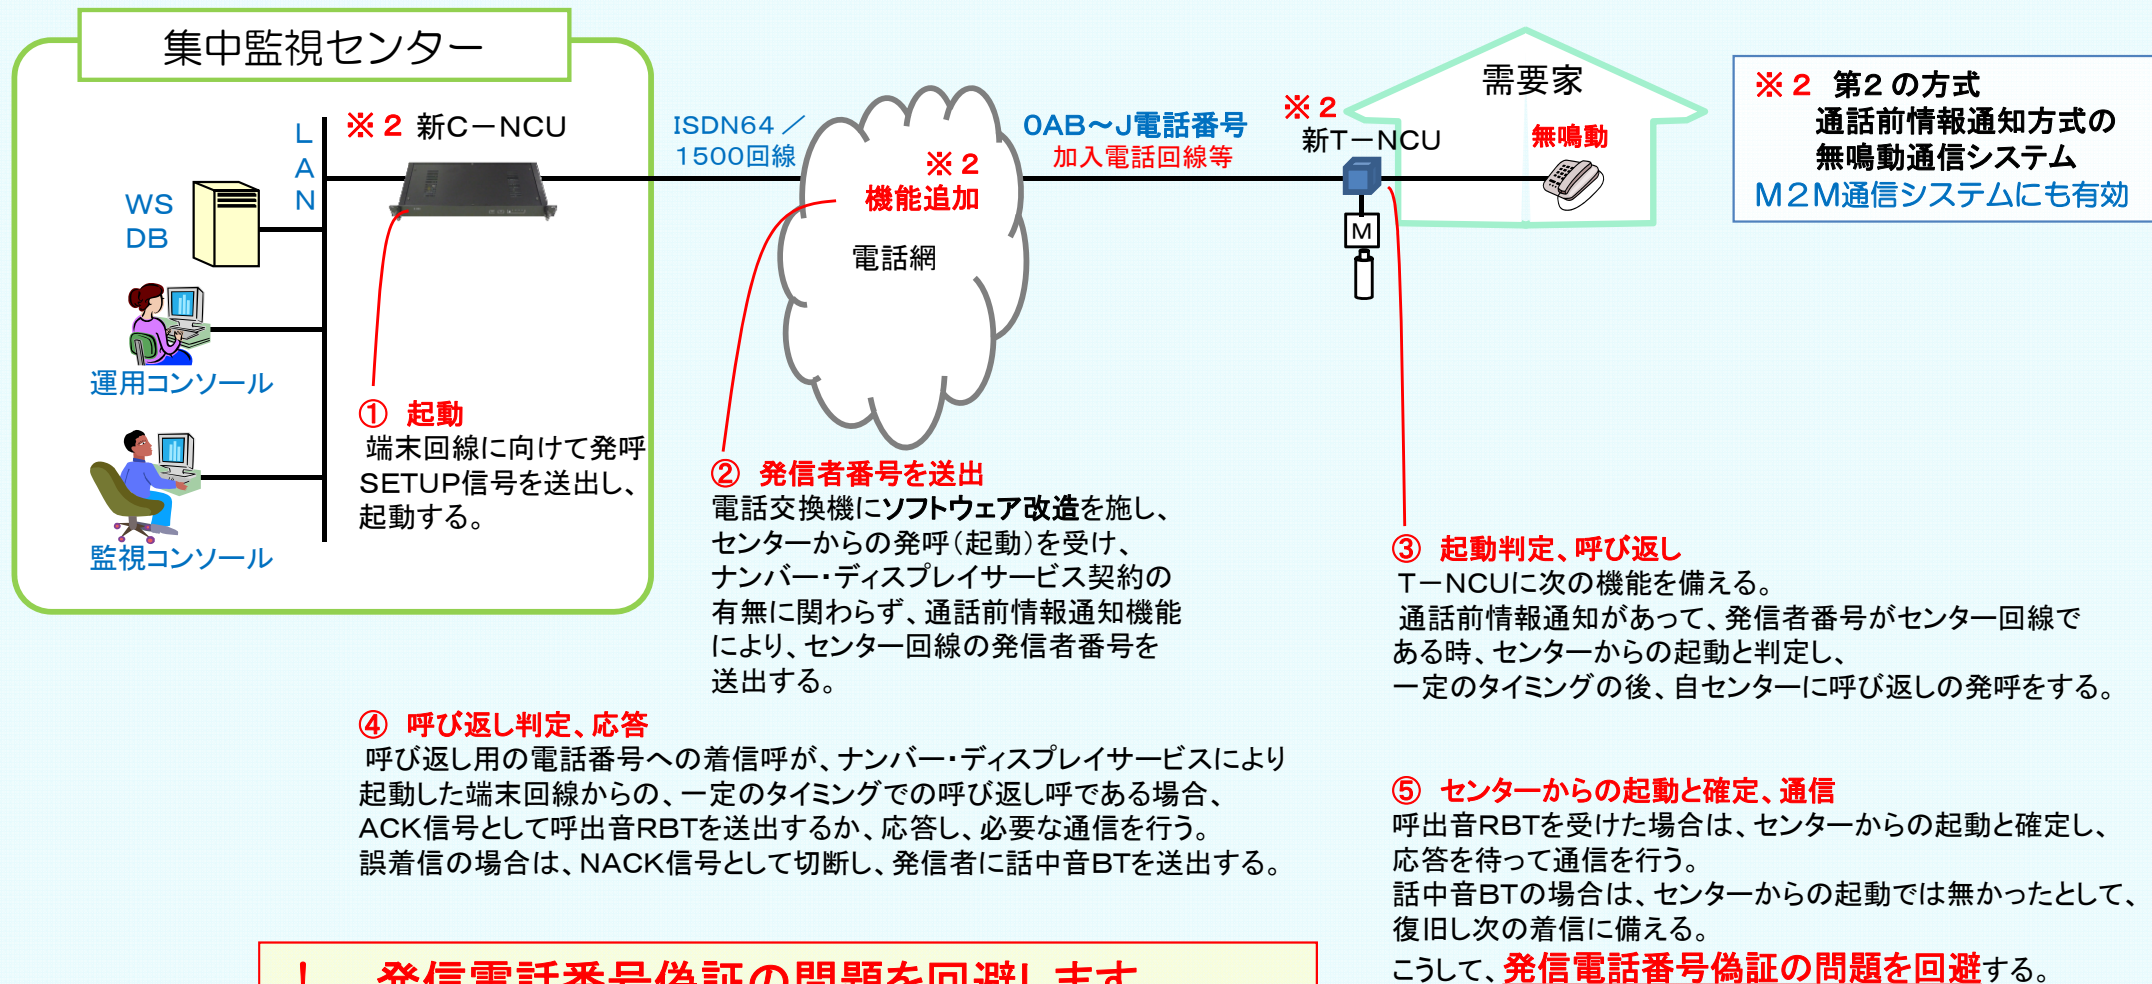 集中監視センター
LAN
※2 新C－NCU
WS
DB
運用コンソール
監視コンソール
ISDN64／
1500回線
※2
機能追加
電話網
0AB～J電話番号
加入電話回線等
※2
新T－NCU
需要家
無鳴動
M
※2 第2の方式
通話前情報通知方式の
無鳴動通信システム
M2M通信システムにも有効
① 起動
端末回線に向けて発呼
SETUP信号を送出し、
起動する。
② 発信者番号を送出
電話交換機にソフトウェア改造を施し、
センターからの発呼（起動）を受け、
ナンバー・ディスプレイサービス契約の
有無に関わらず、通話前情報通知機能
により、センター回線の発信者番号を
送出する。
③ 起動判定、呼び返し
T－NCUに次の機能を備える。
通話前情報通知があって、発信者番号がセンター回線で
ある時、センターからの起動と判定し、
一定のタイミングの後、自センターに呼び返しの発呼をする。
④ 呼び返し判定、応答
呼び返し用の電話番号への着信呼が、ナンバー・ディスプレイサービスにより
起動した端末回線からの、一定のタイミングでの呼び返し呼である場合、
ACK信号として呼出音RBTを送出するか、応答し、必要な通信を行う。
誤着信の場合は、NACK信号として切断し、発信者に話中音BTを送出する。
⑤ センターからの起動と確定、通信
呼出音RBTを受けた場合は、センターからの起動と確定し、
応答を待って通信を行う。
話中音BTの場合は、センターからの起動では無かったとして、
復旧し次の着信に備える。
こうして、発信電話番号偽証の問題を回避する。
！ 発信電話番号偽証の問題を回避します